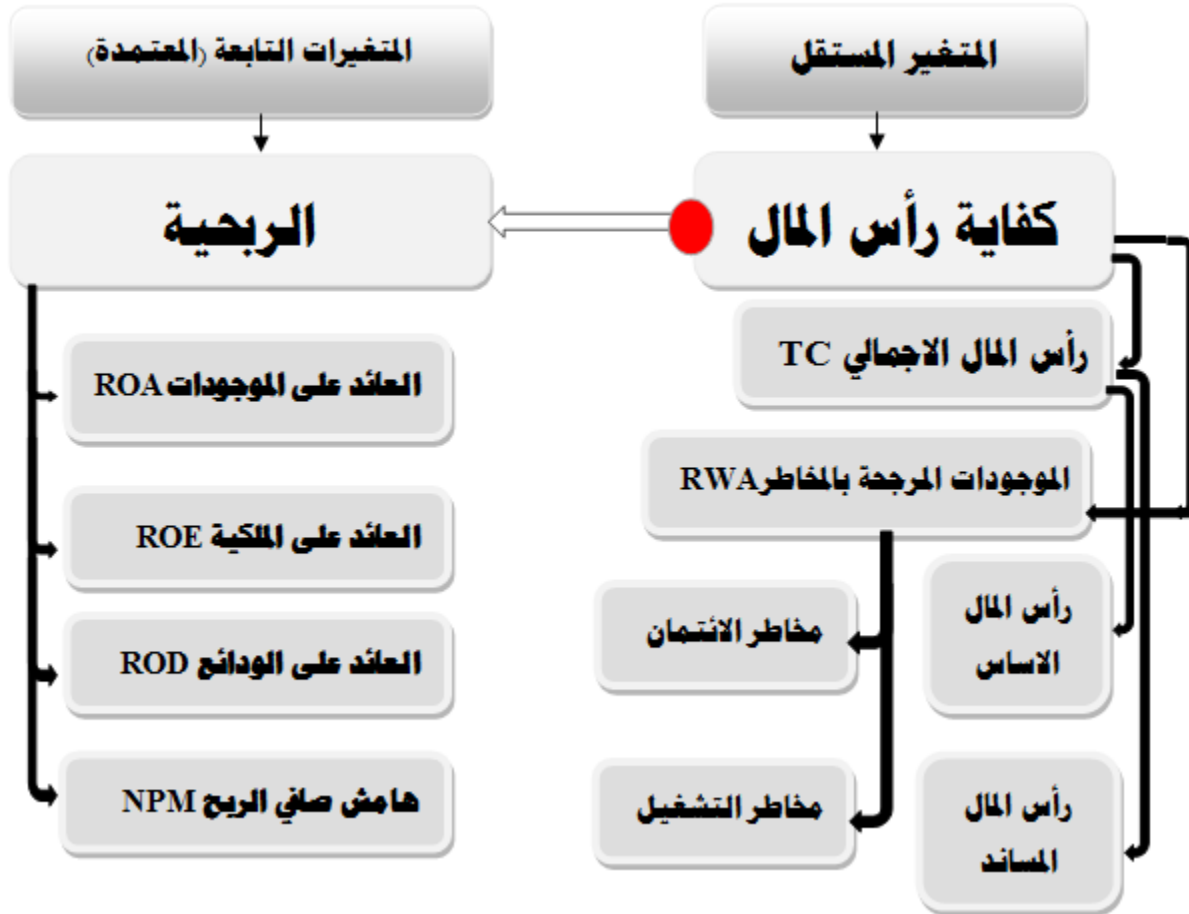 المتغير المستقل
المتغيرات التابعة (المعتمدة)
كفاية رأس المال
الربحية
رأس المال الاجمالي TC
الموجودات المرجحة بالمخاطر RWA
رأس المال
الاساس
رأس المال
المساند
مخاطر الائتمان
مخاطر التشغيل
العائد على الموجودات ROA
العائد على الملكية ROE
العائد على الودائع ROD
هامش صافي الربح NPM